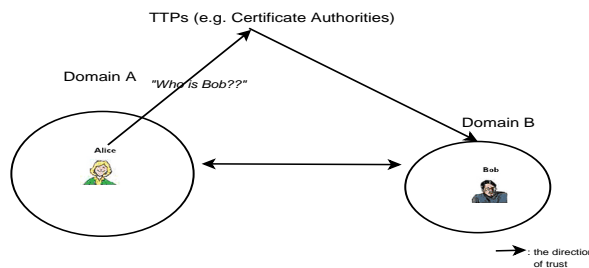 TTPs (e.g. Certificate Authorities)
Domain A
"Who is Bob??"
Domain B
Alice
Bob
: the direction
of trust